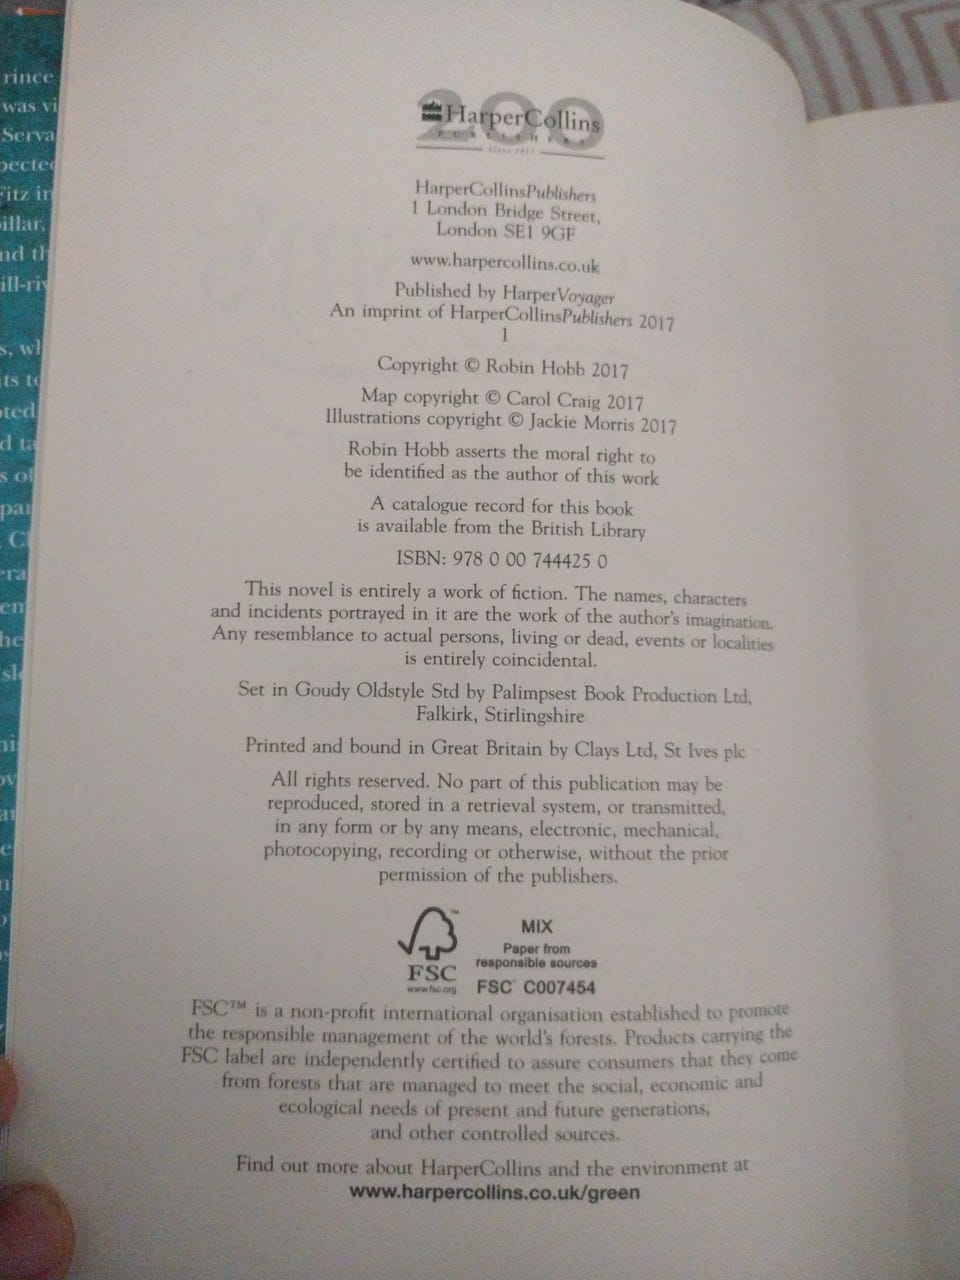 200
HarperCollins
PUBLISHERS
Since 1817
HarperCollinsPublishers
1 London Bridge Street,
London SE1 9GF
www.harpercollins.co.uk
Published by HarperVoyager
An imprint of HarperCollinsPublishers 2017
1
Copyright © Robin Hobb 2017
Map copyright © Carol Craig 2017
Illustrations copyright © Jackie Morris 2017
Robin Hobb asserts the moral right to
be identified as the author of this work
A catalogue record for this book
is available from the British Library
ISBN: 978 0 00 744425 0
This novel is entirely a work of fiction. The names, characters
and incidents portrayed in it are the work of the author's imagination.
Any resemblance to actual persons, living or dead, events or localities
is entirely coincidental.
Set in Goudy Oldstyle Std by Palimpsest Book Production Ltd,
Falkirk, Stirlingshire
Printed and bound in Great Britain by Clays Ltd, St Ives plc
All rights reserved. No part of this publication may be
reproduced, stored in a retrieval system, or transmitted,
in any form or by any means, electronic, mechanical,
photocopying, recording or otherwise, without the prior
permission of the publishers.
MIX
Paper from
responsible sources
FSC™
www.fsc.org
FSC C007454
FSC™ is a non-profit international organisation established to promote
the responsible management of the world's forests. Products carrying the
FSC label are independently certified to assure consumers that they come
from forests that are managed to meet the social, economic and
ecological needs of present and future generations,
and other controlled sources.
Find out more about HarperCollins and the environment at
www.harpercollins.co.uk/green